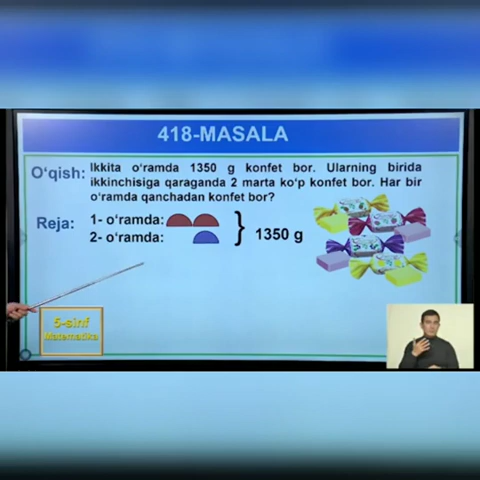 418-MASALA
O‘qish: Ikkita o‘ramda 1350 g konfet bor. Ularning birida
ikkinchisiga qaraganda 2 marta ko‘p konfet bor. Har bir
o‘ramda qanchadan konfet bor?
Reja: 1- o‘ramda:
2- o‘ramda:
} 1350 g
5-sinf
Matematika